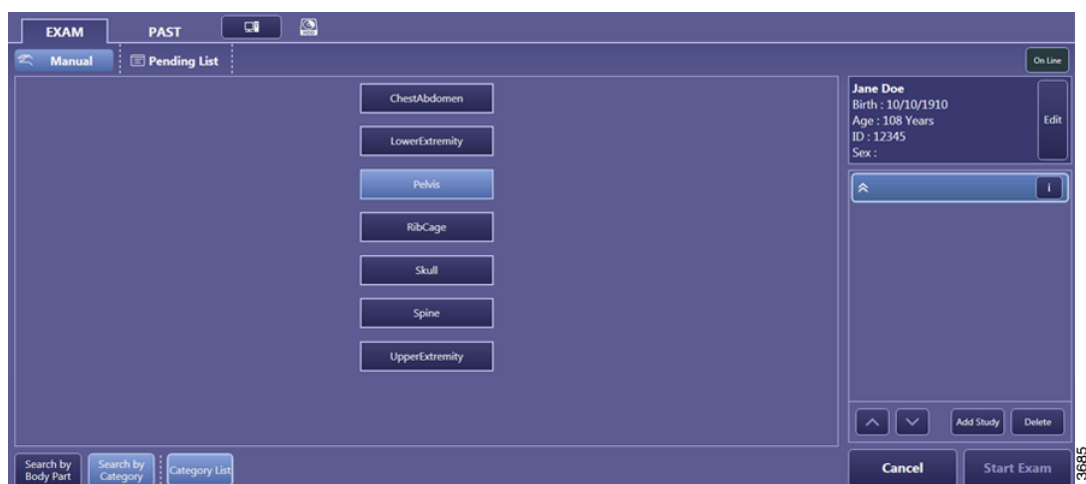 EXAM
PAST
Manual
Pending List
On Line
ChestAbdomen
LowerExtremity
Pelvis
RibCage
Skull
Spine
UpperExtremity
Jane Doe
Birth : 10/10/1910
Age : 108 Years
ID : 12345
Sex :
Edit
i
Add Study
Delete
Search by
Body Part
Search by
Category
Category List
Cancel
Start Exam
3685